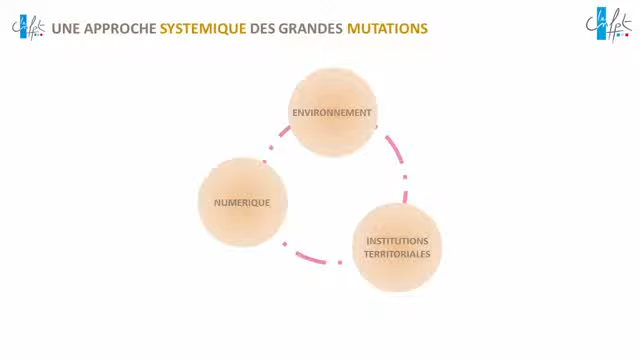 UNE APPROCHE SYSTEMIQUE DES GRANDES MUTATIONS
ENVIRONNEMENT
NUMERIQUE
INSTITUTIONS
TERRITORIALES